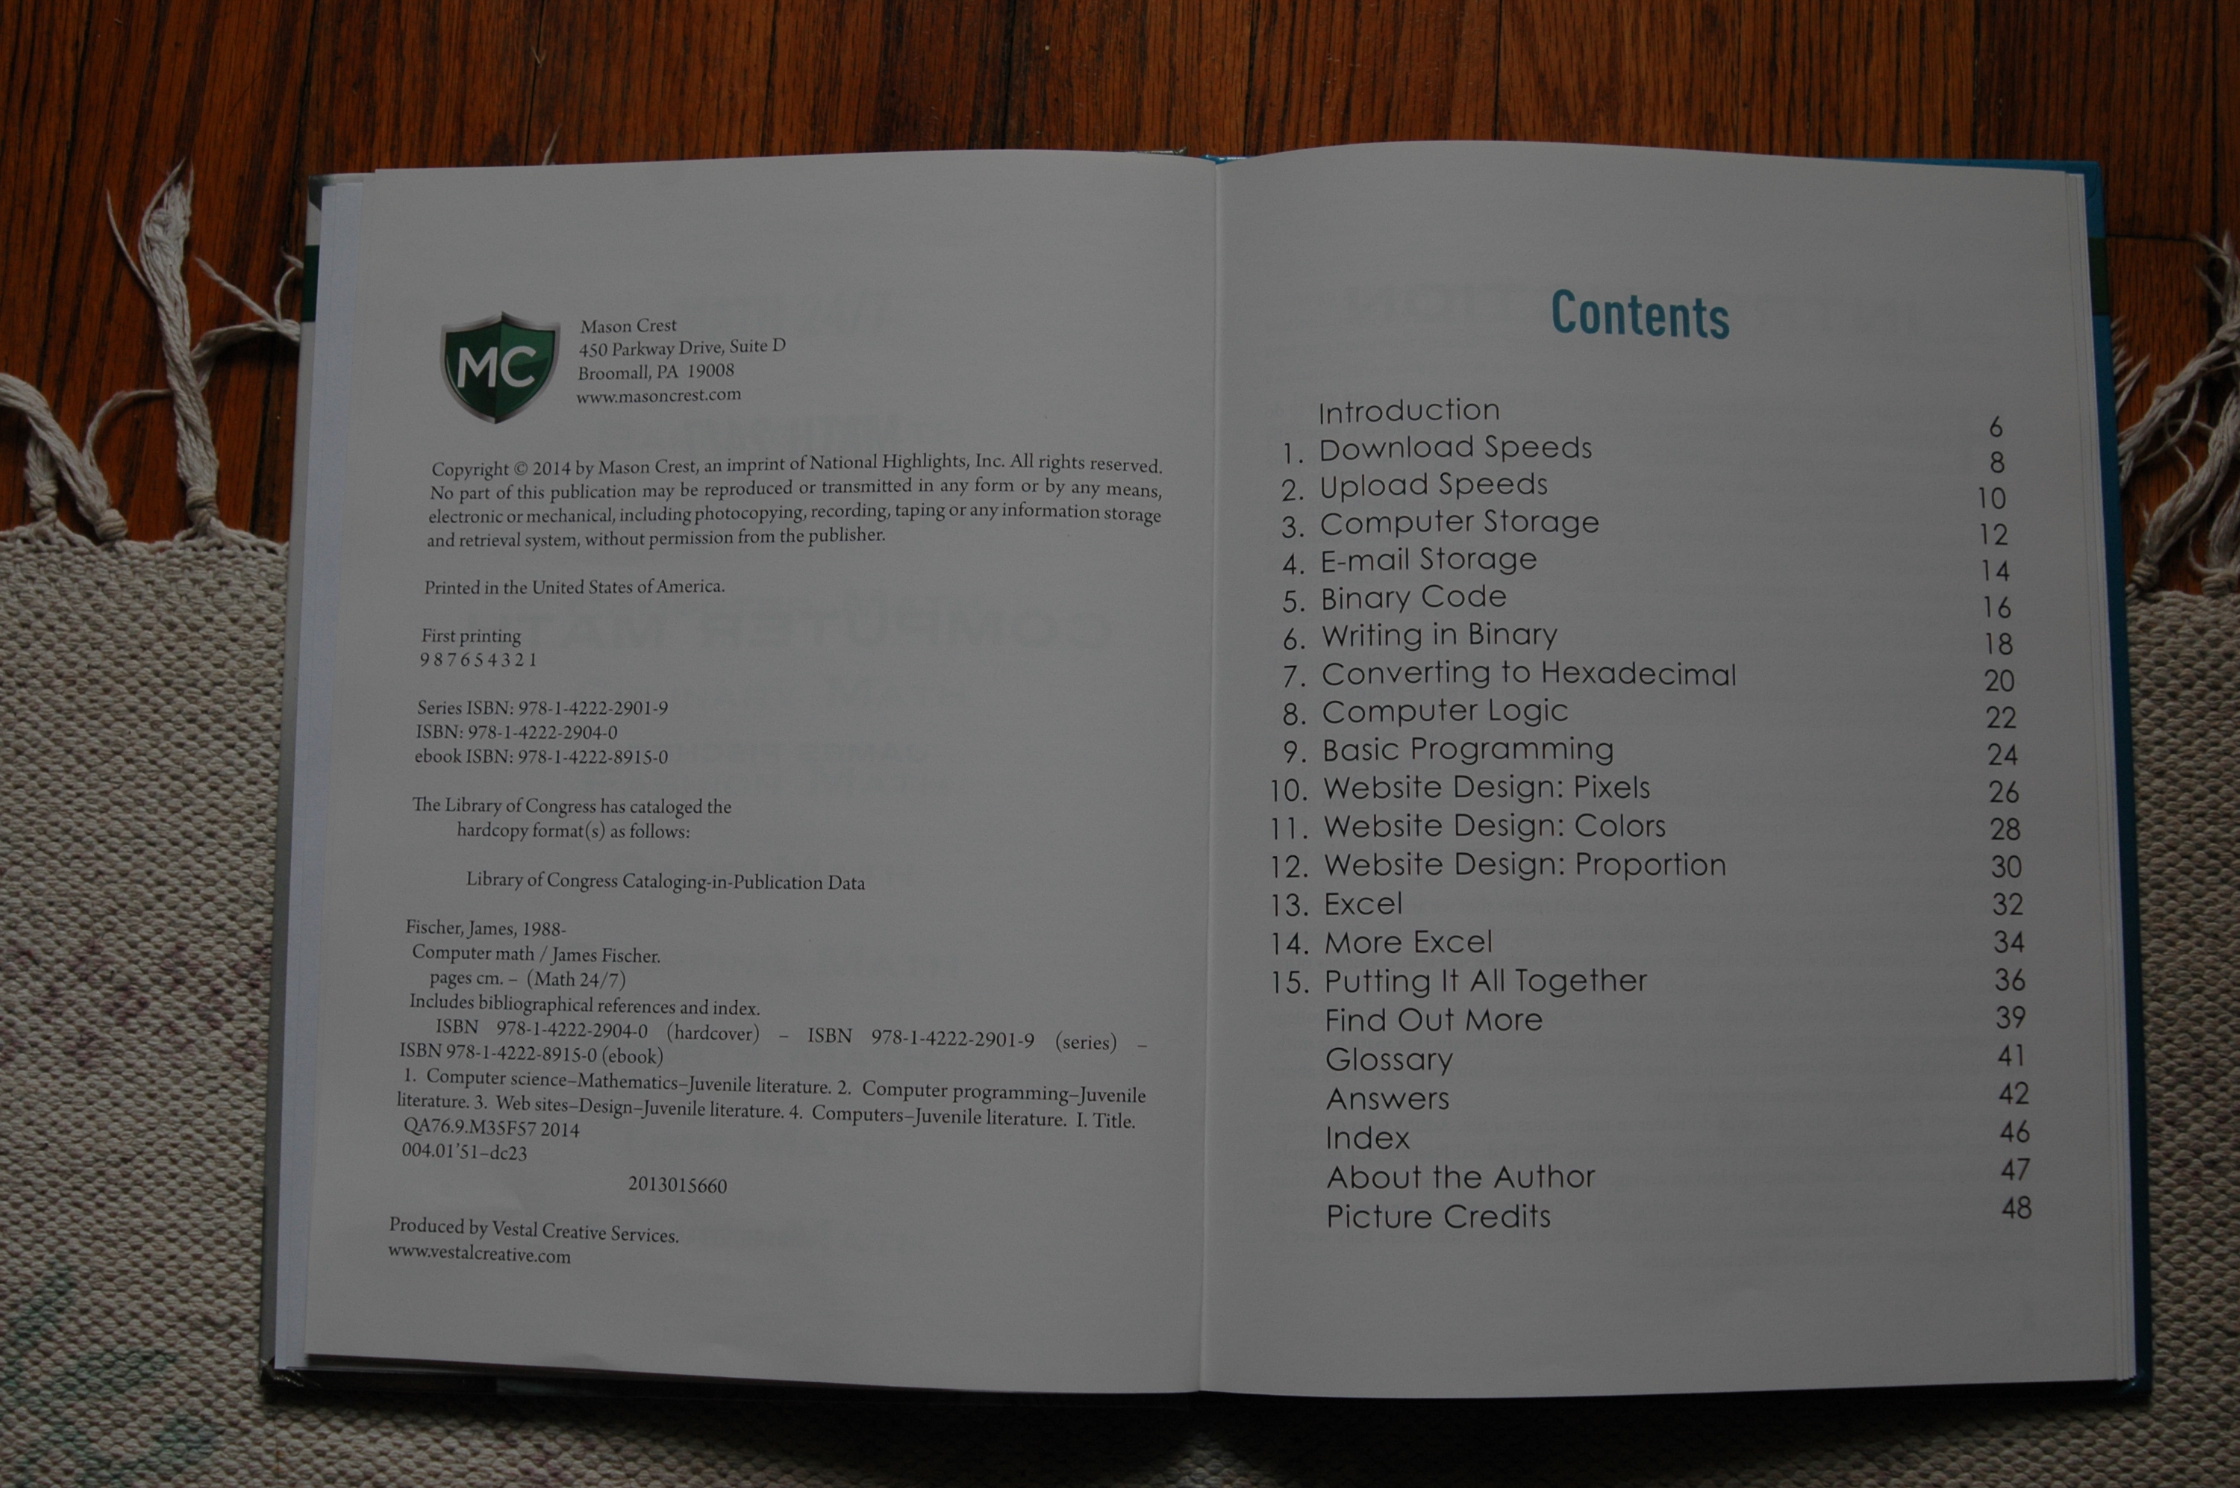 MC
Mason Crest
450 Parkway Drive, Suite D
Broomall, PA 19008
www.masoncrest.com
Copyright © 2014 by Mason Crest, an imprint of National Highlights, Inc. All rights reserved.
No part of this publication may be reproduced or transmitted in any form or by any means,
electronic or mechanical, including photocopying, recording, taping or any information storage
and retrieval system, without permission from the publisher.
Printed in the United States of America.
First printing
9 8 7 6 5 4 3 2 1
Series ISBN: 978-1-4222-2901-9
ISBN: 978-1-4222-2904-0
ebook ISBN: 978-1-4222-8915-0
The Library of Congress has cataloged the
hardcopy format(s) as follows:
Library of Congress Cataloging-in-Publication Data
Fischer, James, 1988-
Computer math / James Fischer.
pages cm. – (Math 24/7)
Includes bibliographical references and index.
ISBN 978-1-4222-2904-0 (hardcover) – ISBN 978-1-4222-2901-9 (series) –
ISBN 978-1-4222-8915-0 (ebook)
1. Computer science–Mathematics–Juvenile literature. 2. Computer programming–Juvenile
literature. 3. Web sites–Design–Juvenile literature. 4. Computers–Juvenile literature. I. Title.
QA76.9.M35F57 2014
004.01'51–dc23
2013015660
Produced by Vestal Creative Services.
www.vestalcreative.com
Contents
Introduction 6
1. Download Speeds 8
2. Upload Speeds 10
3. Computer Storage 12
4. E-mail Storage 14
5. Binary Code 16
6. Writing in Binary 18
7. Converting to Hexadecimal 20
8. Computer Logic 22
9. Basic Programming 24
10. Website Design: Pixels 26
11. Website Design: Colors 28
12. Website Design: Proportion 30
13. Excel 32
14. More Excel 34
15. Putting It All Together 36
Find Out More 39
Glossary 41
Answers 42
Index 46
About the Author 47
Picture Credits 48